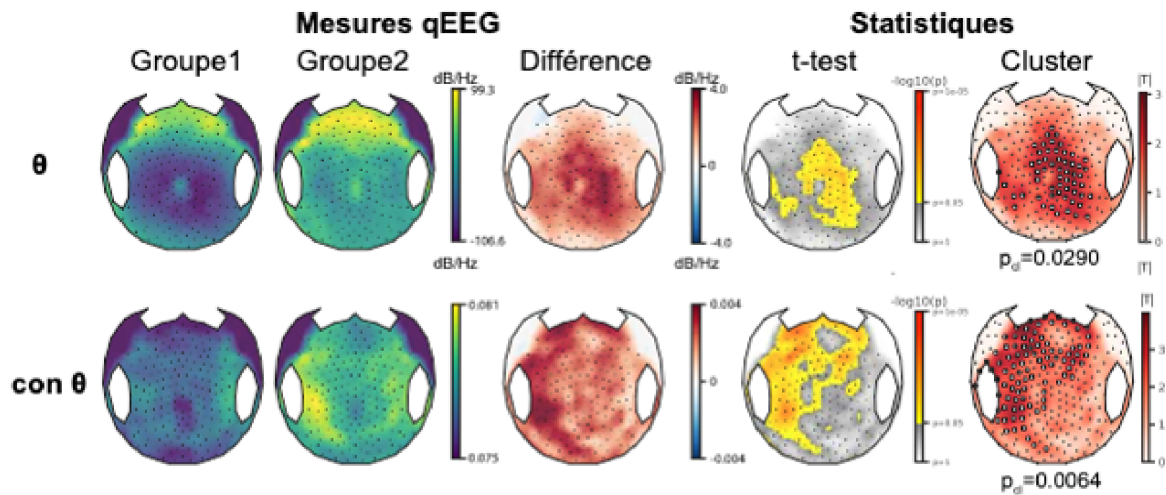 Mesures qEEG Statistiques
Groupe1 Groupe2 Différence t-test Cluster
dB/Hz dB/Hz -log10(p) |T|
99.3 4.0 p=1e-05 3
θ 0 2
p=0.05 1
-106.6 -4.0 p=1 0
p_cl=0.0290
dB/Hz dB/Hz -log10(p) |T|
|T|
0.081 0.004 p=1e-05
3
con θ 0 2
p=0.05 1
0.075 -0.004 p=1 0
p_cl=0.0064